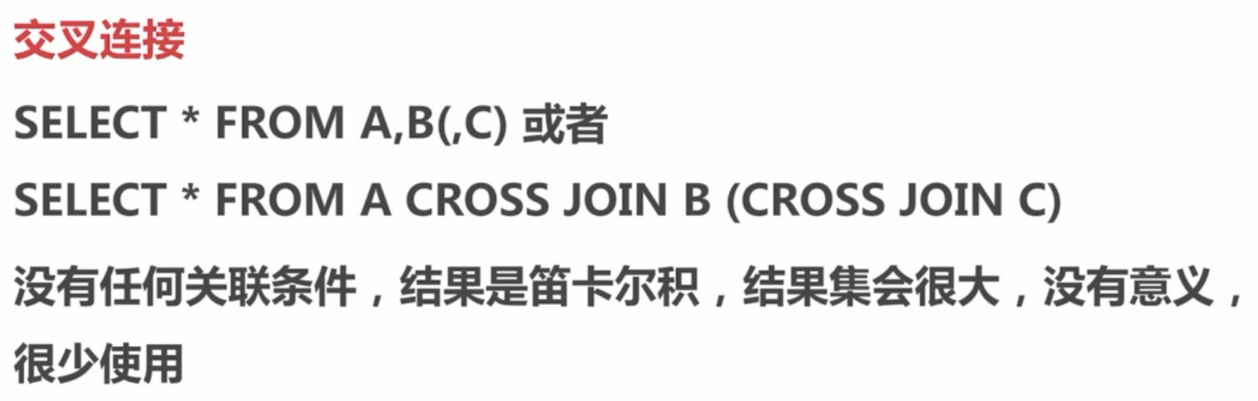 交叉连接
SELECT * FROM A,B(,C) 或者
SELECT * FROM A CROSS JOIN B (CROSS JOIN C)
没有任何关联条件，结果是笛卡尔积，结果集会很大，没有意义，
很少使用